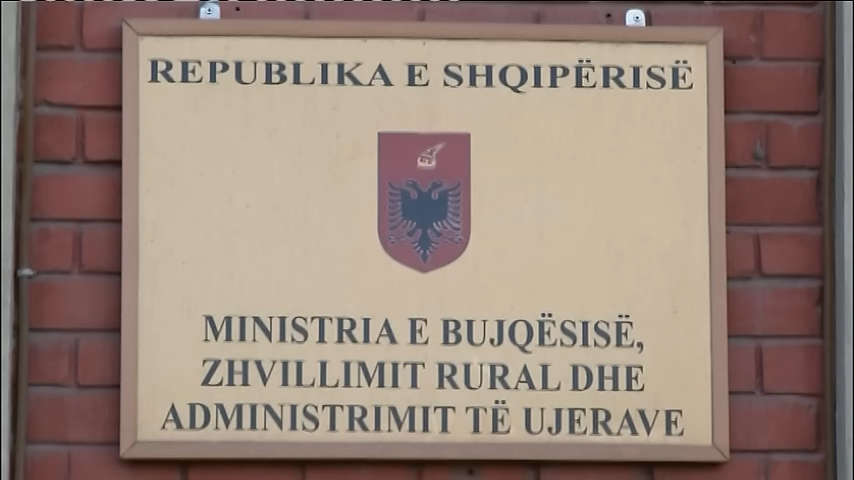 REPUBLIKA E SHQIPËRISË
MINISTRIA E BUJQËSISË,
ZHVILLIMIT RURAL DHE
ADMINISTRIMIT TË UJERAVE